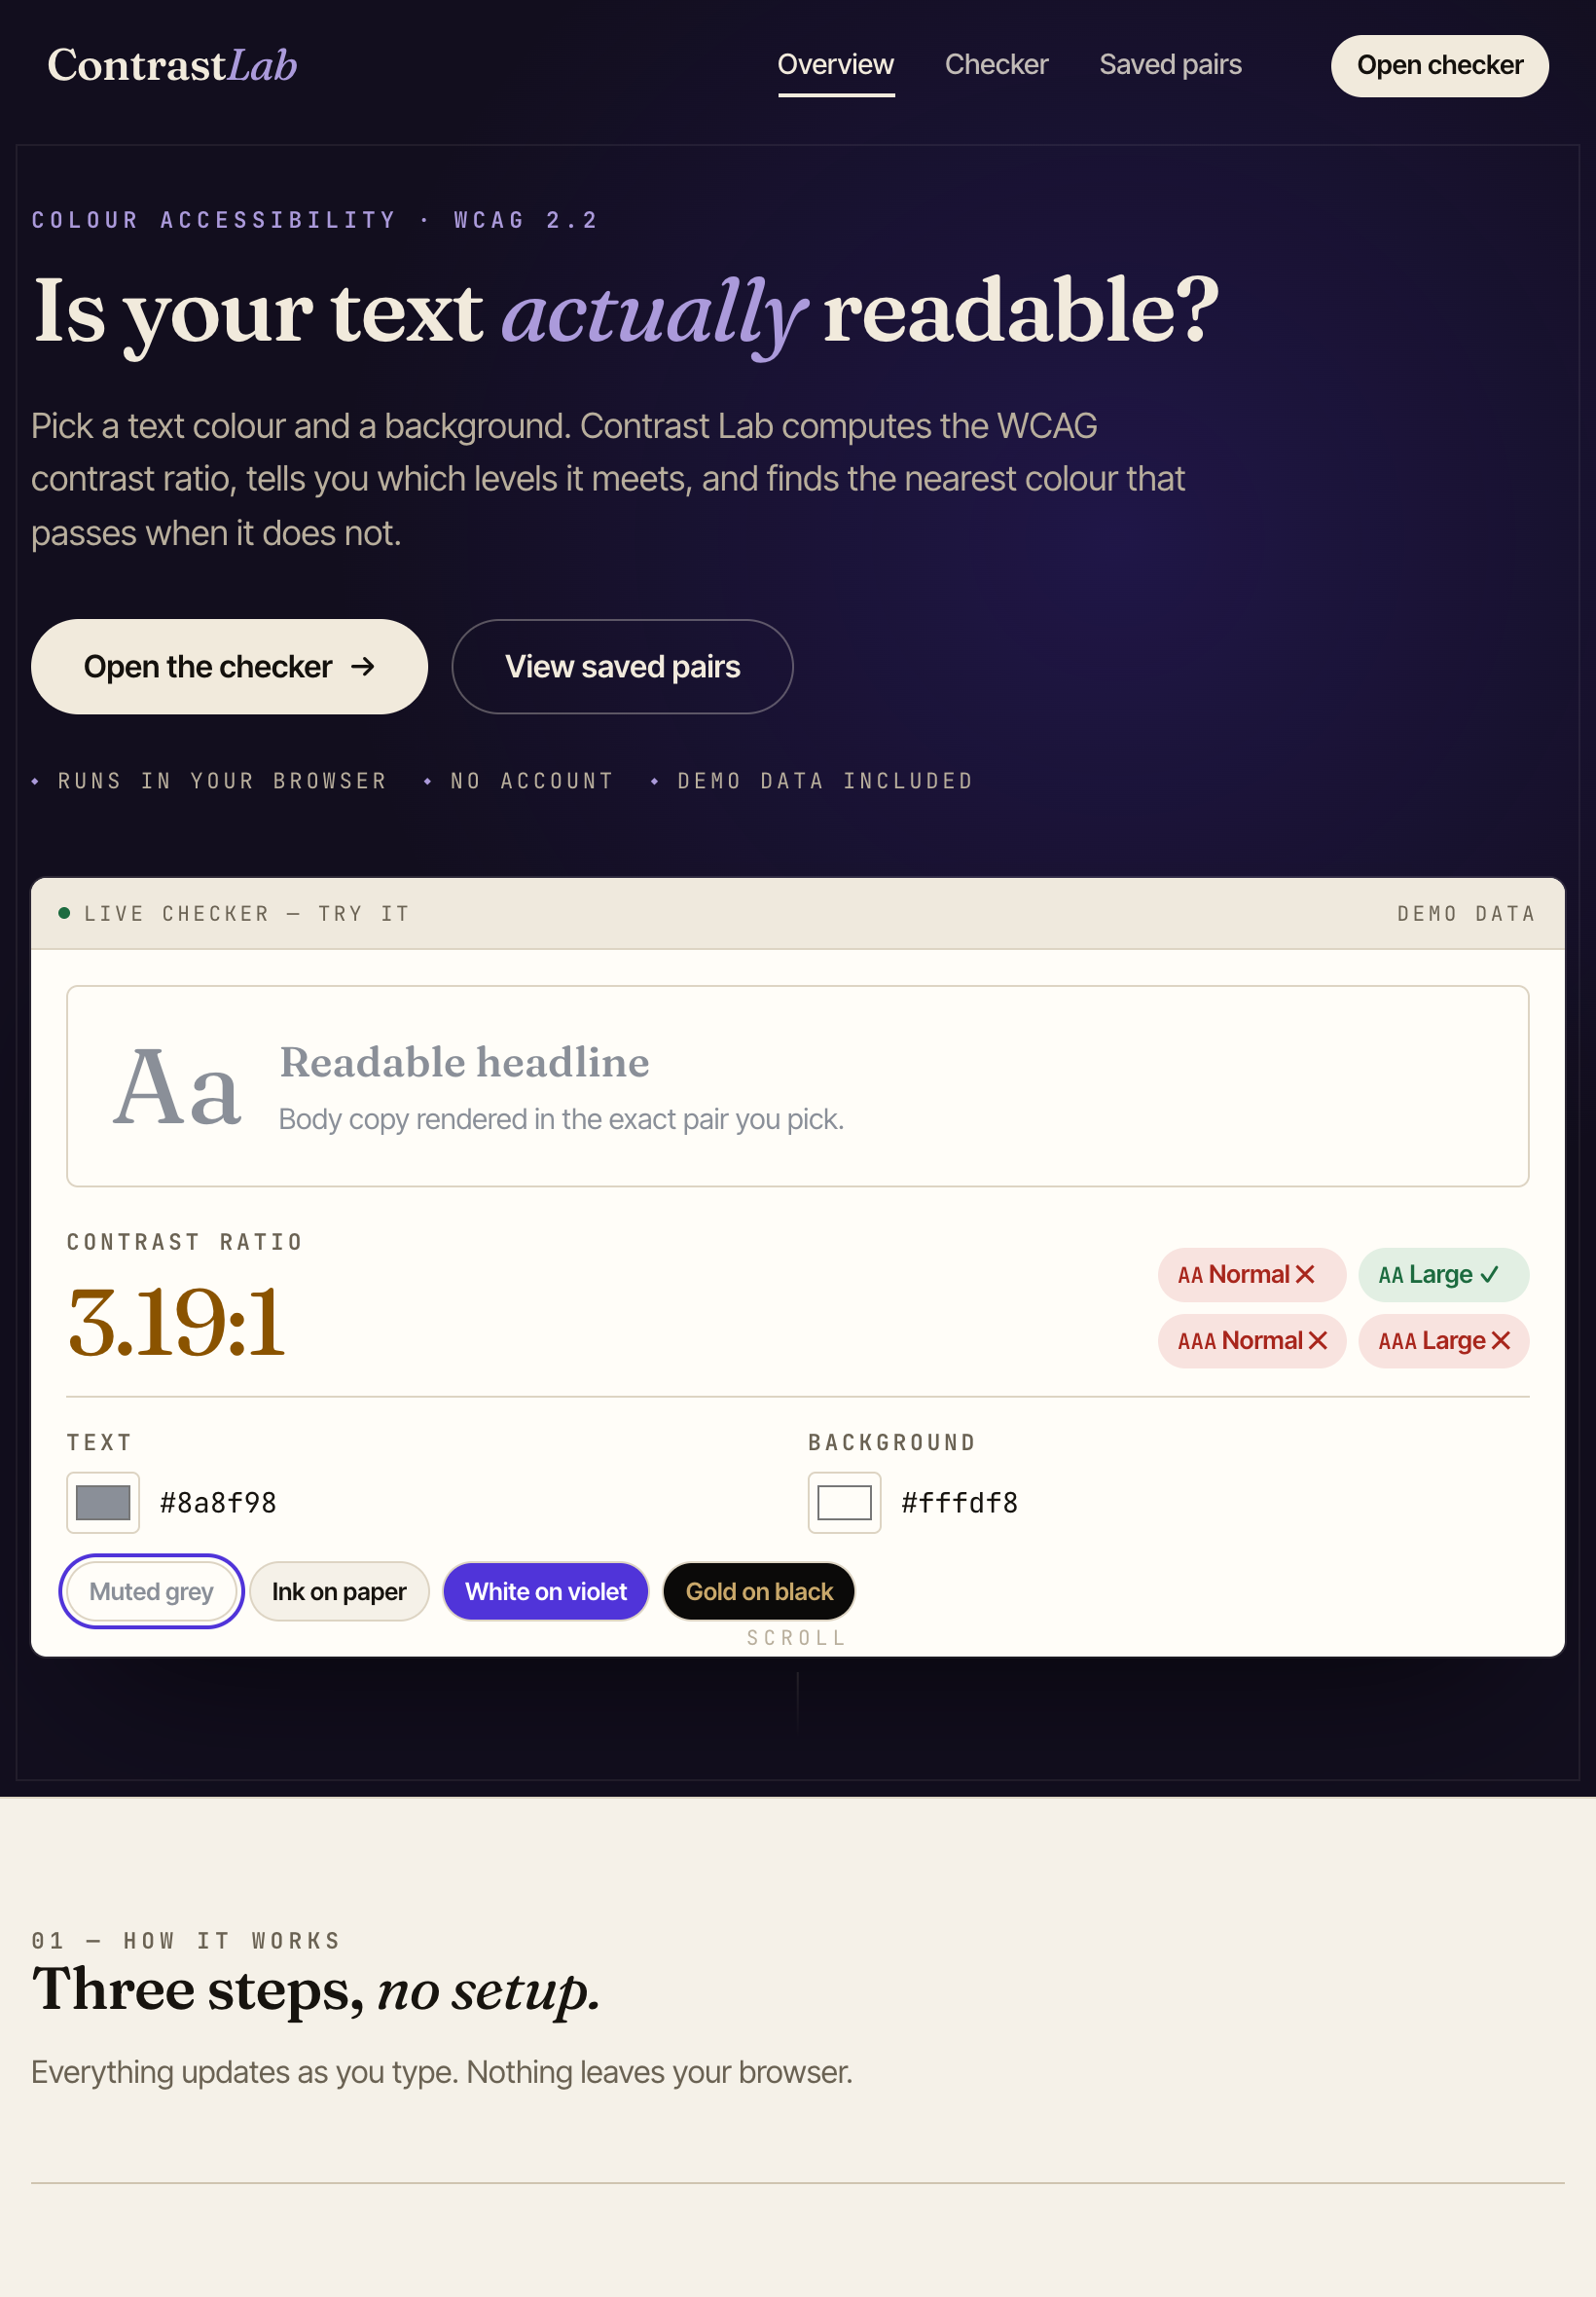 ContrastLab
Overview Checker Saved pairs Open checker
COLOUR ACCESSIBILITY · WCAG 2.2
Is your text actually readable?
Pick a text colour and a background. Contrast Lab computes the WCAG
contrast ratio, tells you which levels it meets, and finds the nearest colour that
passes when it does not.
Open the checker → View saved pairs
RUNS IN YOUR BROWSER NO ACCOUNT DEMO DATA INCLUDED
LIVE CHECKER — TRY IT DEMO DATA
Aa
Readable headline
Body copy rendered in the exact pair you pick.
CONTRAST RATIO
3.19:1
AA Normal ✕ AA Large ✓
AAA Normal ✕ AAA Large ✕
TEXT BACKGROUND
#8a8f98 #fffdf8
Muted grey Ink on paper White on violet Gold on black
SCROLL
01 — HOW IT WORKS
Three steps, no setup.
Everything updates as you type. Nothing leaves your browser.